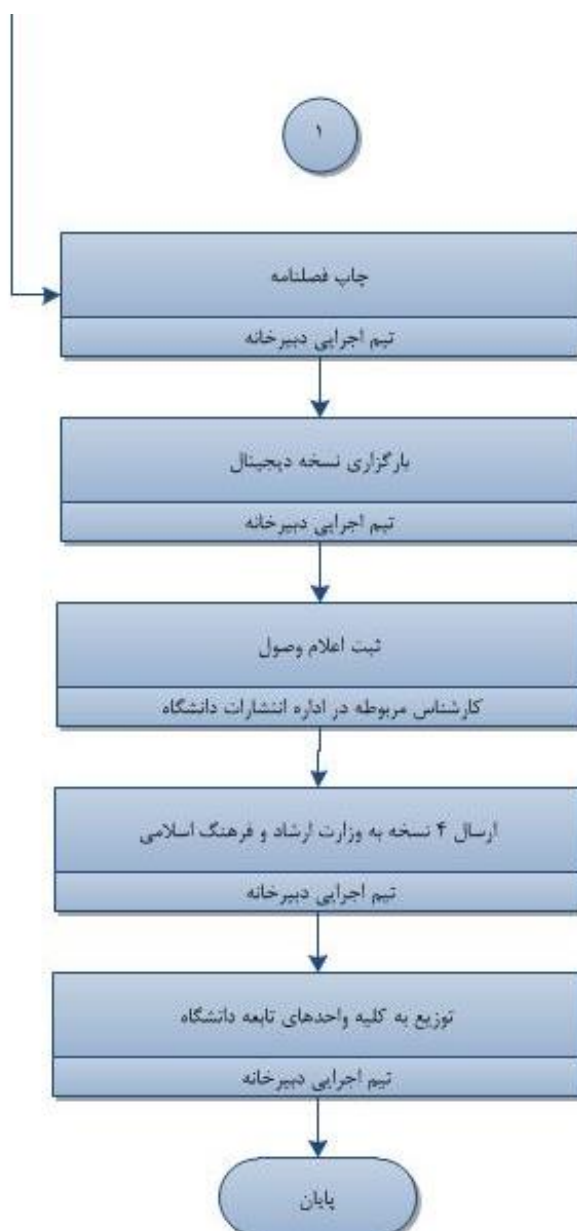 ۱
چاپ فصلنامه
تیم اجرایی دبیرخانه
بارگزاری نسخه دیجیتال
تیم اجرایی دبیرخانه
ثبت اعلام وصول
کارشناس مربوطه در اداره انتشارات دانشگاه
ارسال ۴ نسخه به وزارت ارشاد و فرهنگ اسلامی
تیم اجرایی دبیرخانه
توزیع به کلیه واحدهای تابعه دانشگاه
تیم اجرایی دبیرخانه
پایان